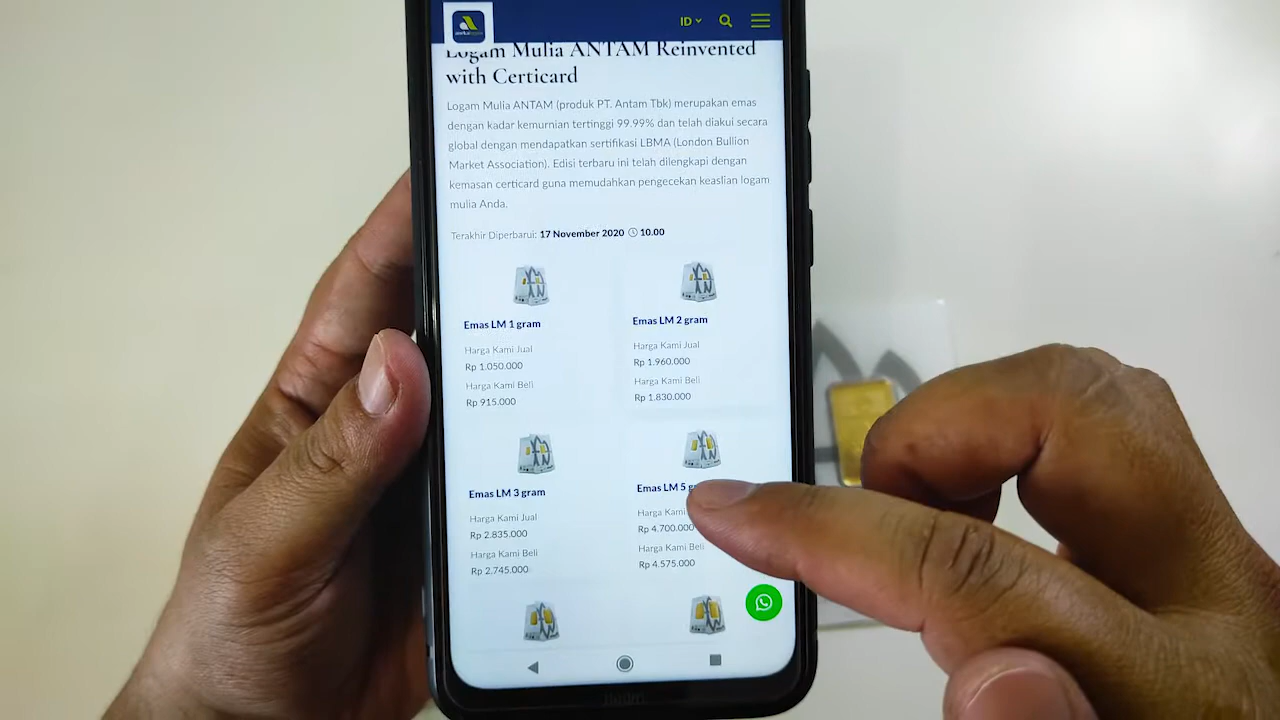 ID
Logam Mulia ANTAM Reinvented
with Certicard
Logam Mulia ANTAM (produk PT. Antam Tbk) merupakan emas
dengan kadar kemurnian tertinggi 99.99% dan telah diakui secara
global dengan mendapatkan sertifikasi LBMA (London Bullion
Market Association). Edisi terbaru ini telah dilengkapi dengan
kemasan certicard guna memudahkan pengecekan keaslian logam
mulia Anda.
Terakhir Diperbarui: 17 November 2020 10.00
Emas LM 1 gram
Harga Kami Jual
Rp 1.050.000
Harga Kami Beli
Rp 915.000
Emas LM 2 gram
Harga Kami Jual
Rp 1.960.000
Harga Kami Beli
Rp 1.830.000
Emas LM 3 gram
Harga Kami Jual
Rp 2.835.000
Harga Kami Beli
Rp 2.745.000
Emas LM 5 gr
Harga Kami
Rp 4.700.000
Harga Kami Beli
Rp 4.575.000